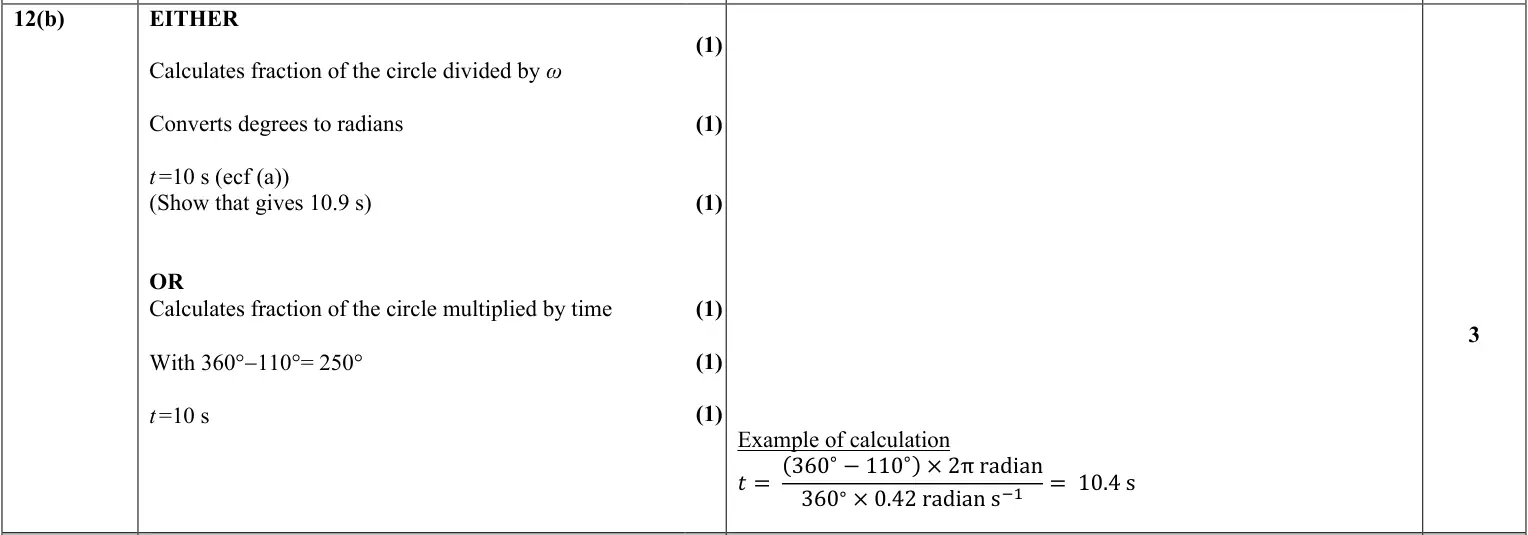 12(b)
EITHER
(1)
Calculates fraction of the circle divided by ω
Converts degrees to radians (1)
t=10 s (ecf (a))
(Show that gives 10.9 s) (1)
OR
Calculates fraction of the circle multiplied by time (1)
With 360°−110°= 250° (1)
t=10 s (1)
Example of calculation
t = (360° − 110°) × 2π radian / 360° × 0.42 radian s⁻¹ = 10.4 s
3